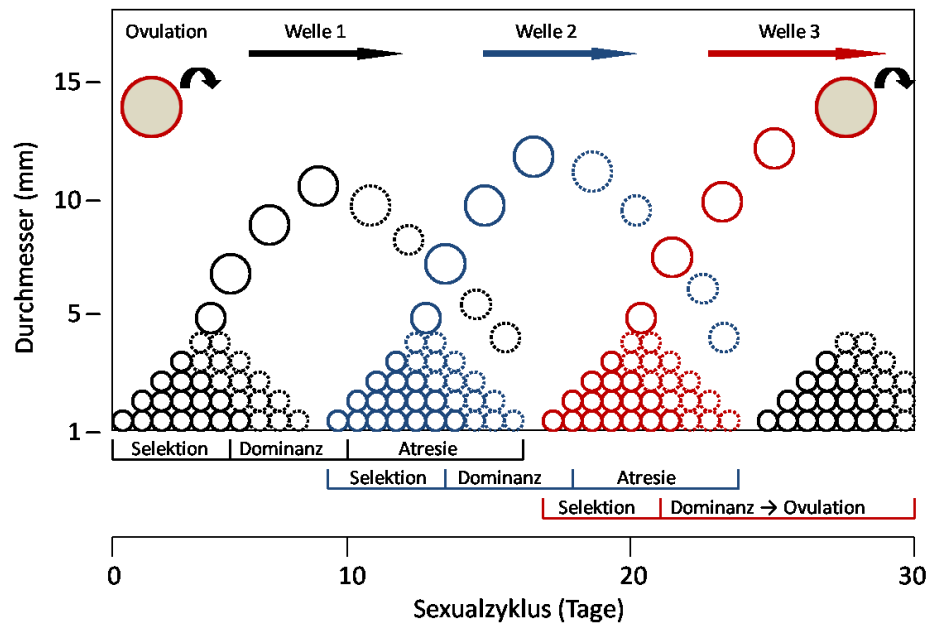 Ovulation Welle 1 Welle 2 Welle 3
15 –
10 –
5 –
1 –
Durchmesser (mm)
Selektion Dominanz Atresie
Selektion Dominanz Atresie
Selektion Dominanz → Ovulation
0 10 20 30
Sexualzyklus (Tage)